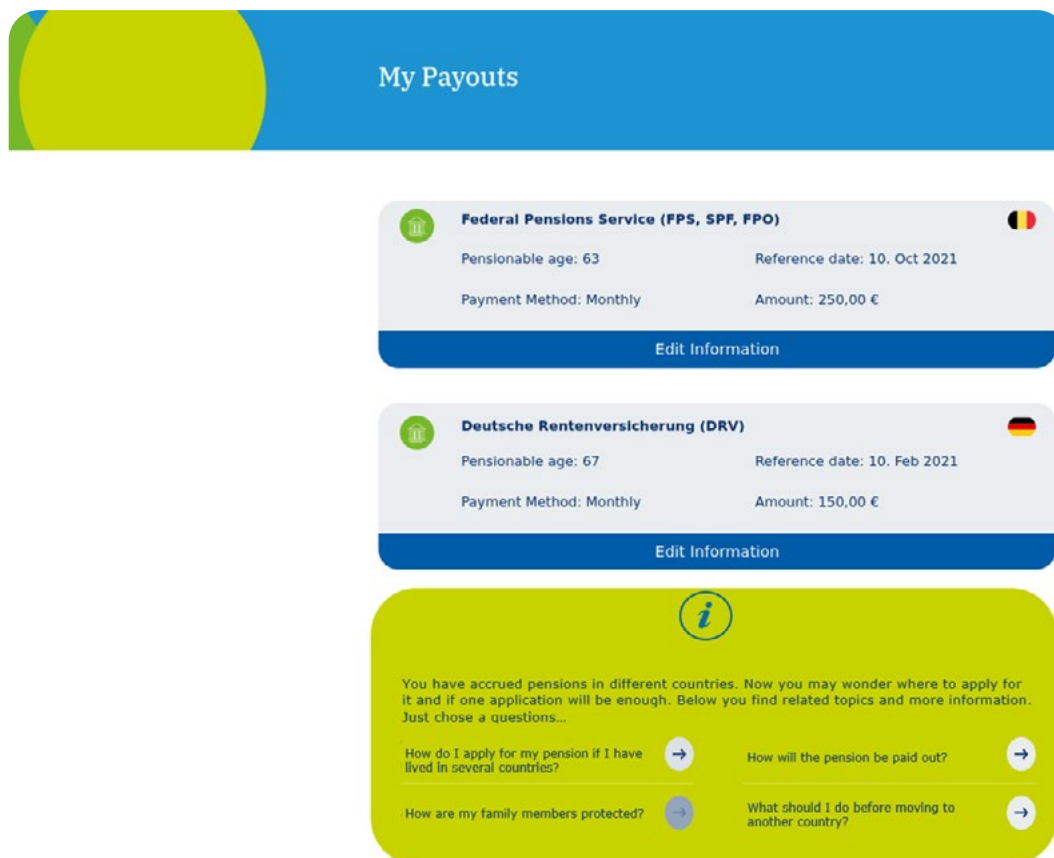 My Payouts
Federal Pensions Service (FPS, SPF, FPO)
Pensionable age: 63
Reference date: 10. Oct 2021
Payment Method: Monthly
Amount: 250,00 €
Edit Information
Deutsche Rentenversicherung (DRV)
Pensionable age: 67
Reference date: 10. Feb 2021
Payment Method: Monthly
Amount: 150,00 €
Edit Information
i
You have accrued pensions in different countries. Now you may wonder where to apply for
it and if one application will be enough. Below you find related topics and more information.
Just chose a questions...
How do I apply for my pension if I have
lived in several countries?
How will the pension be paid out?
How are my family members protected?
What should I do before moving to
another country?